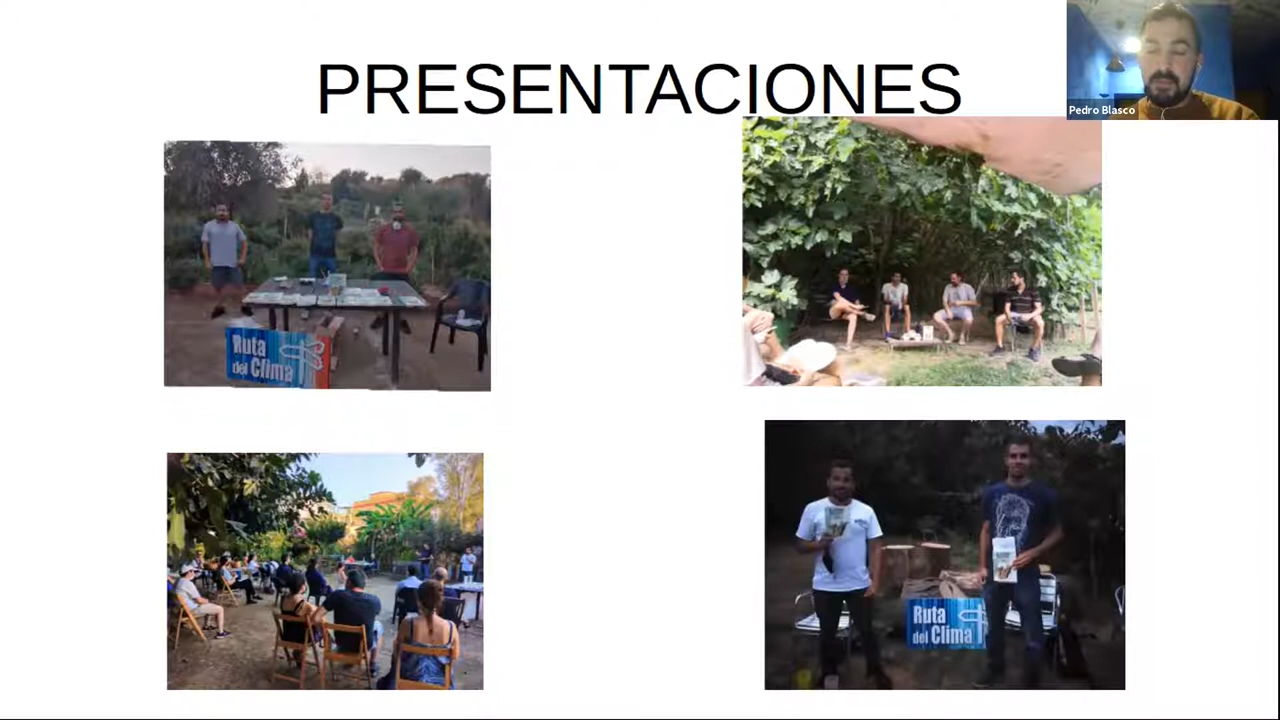 PRESENTACIONES
Pedro Blasco
Ruta
del Clima
Ruta
del Clima